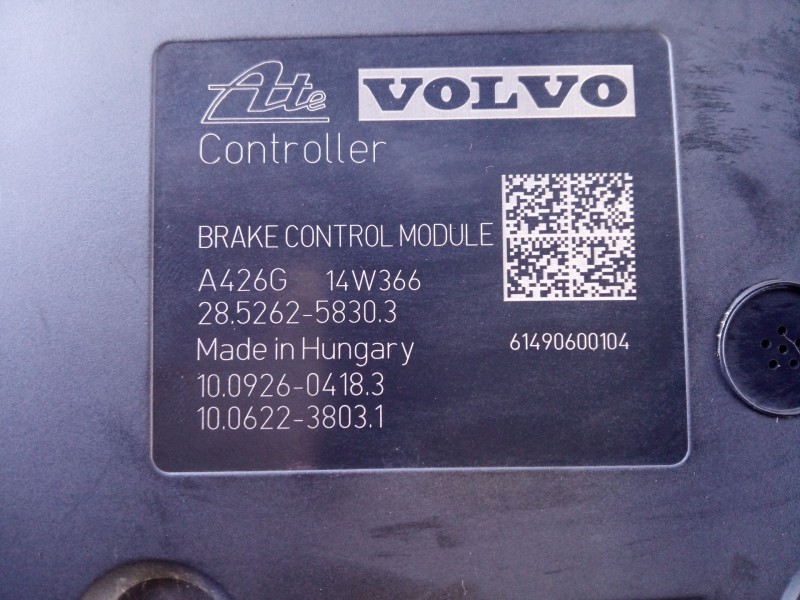 Ate VOLVO
Controller
BRAKE CONTROL MODULE
A426G 14W366
28.5262-5830.3
Made in Hungary
61490600104
10.0926-0418.3
10.0622-3803.1